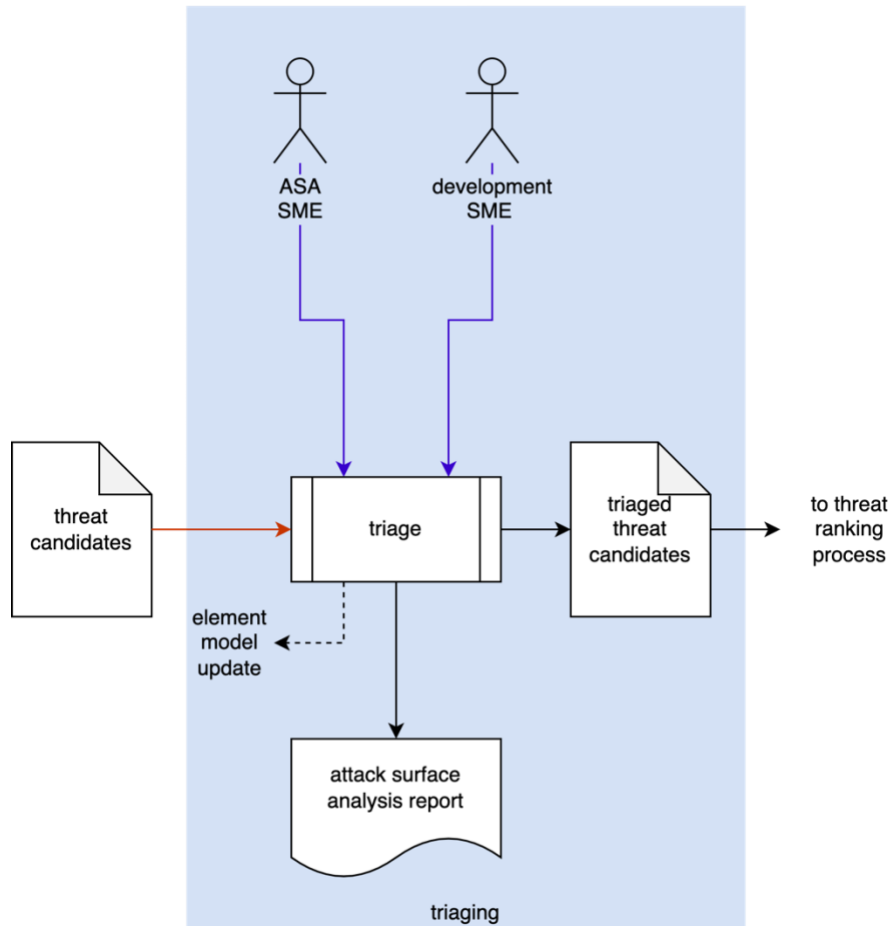 ASA
SME
development
SME
threat
candidates
triage
triaged
threat
candidates
to threat
ranking
process
element
model
update
attack surface
analysis report
triaging